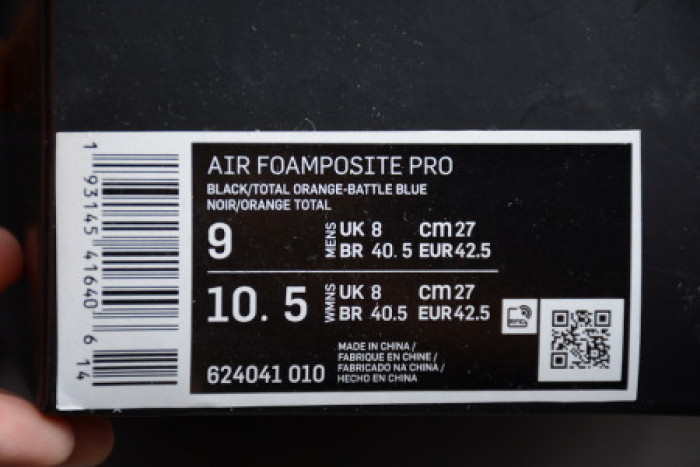 1 93145 41640 6 14
AIR FOAMPOSITE PRO
BLACK/TOTAL ORANGE-BATTLE BLUE
NOIR/ORANGE TOTAL
9 MENS UK 8 cm 27
BR 40.5 EUR 42.5
10.5 WMNS UK 8 cm 27
BR 40.5 EUR 42.5
MADE IN CHINA /
FABRIQUE EN CHINE /
FABRICADO NA CHINA /
HECHO EN CHINA
624041 010